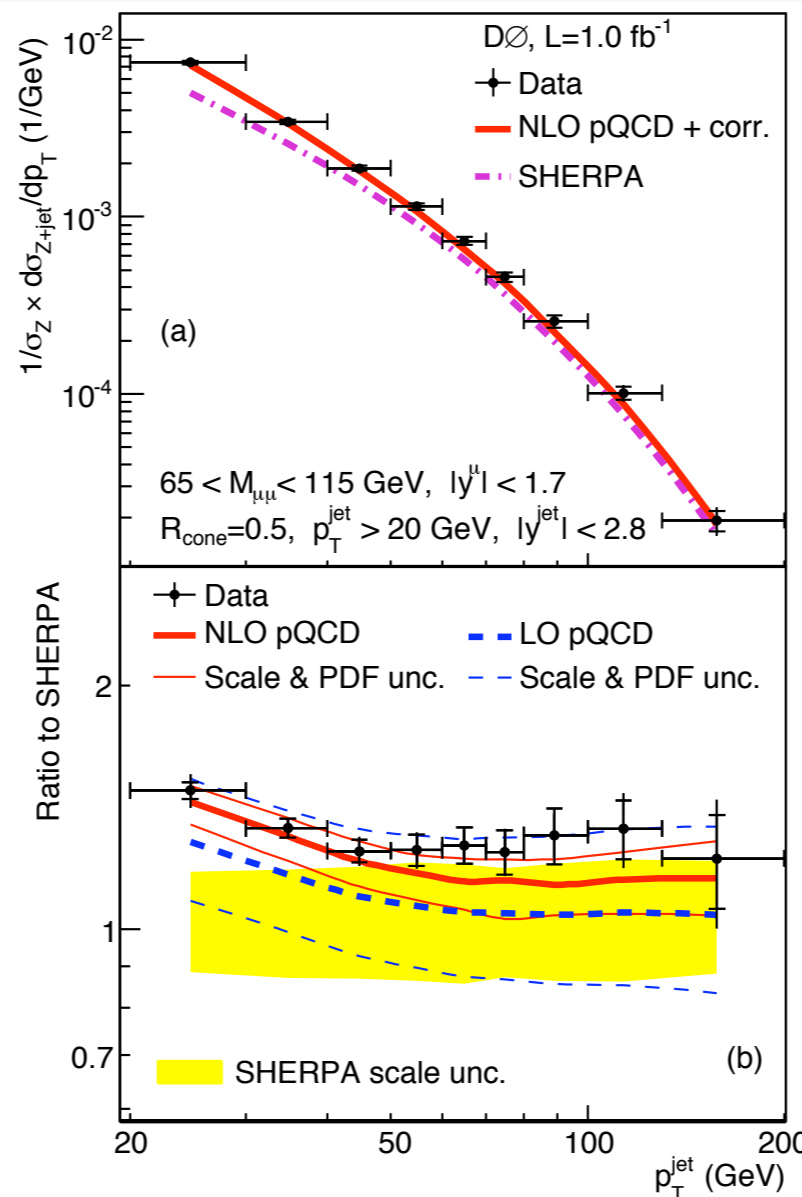 DØ, L=1.0 fb⁻¹
Data
NLO pQCD + corr.
SHERPA
1/σ_Z × dσ_Z+jet/dp_T (1/GeV)
10⁻²
10⁻³
10⁻⁴
(a)
65 < M_μμ < 115 GeV, |y^μ| < 1.7
R_cone=0.5, p_T^jet > 20 GeV, |y^jet| < 2.8
Ratio to SHERPA
Data
NLO pQCD
LO pQCD
Scale & PDF unc.
Scale & PDF unc.
2
1
0.7
SHERPA scale unc.
(b)
20
50
100
200
p_T^jet (GeV)